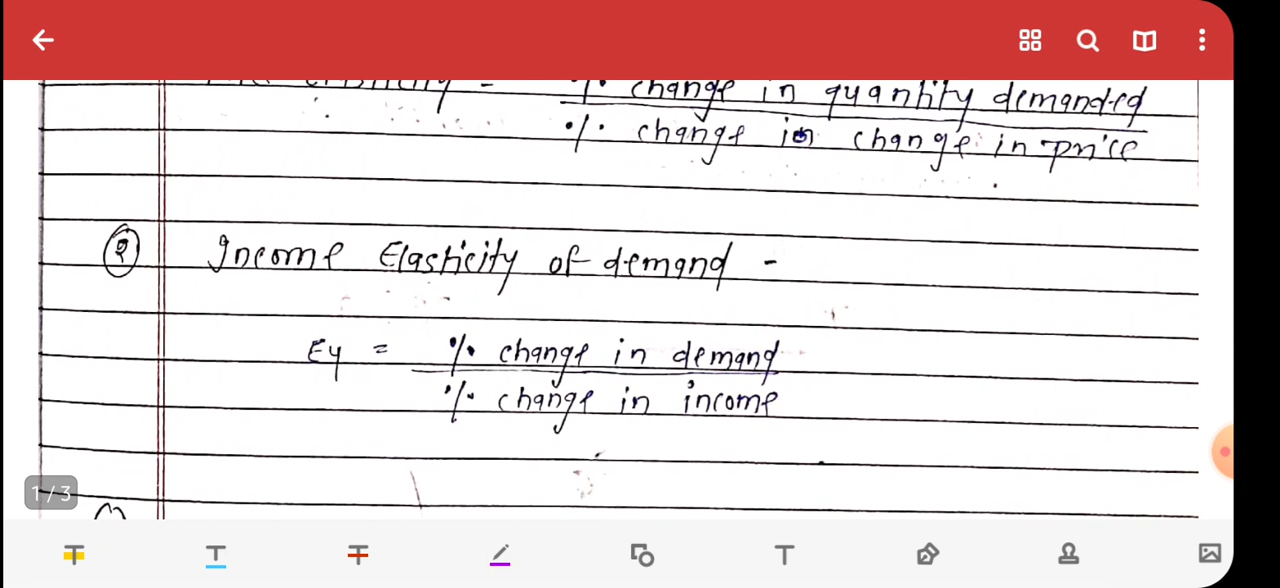 % change in quantity demanded
% change in change in price
② Income Elasticity of demand -
Ey = % change in demand
% change in income
1 / 3
T T T T